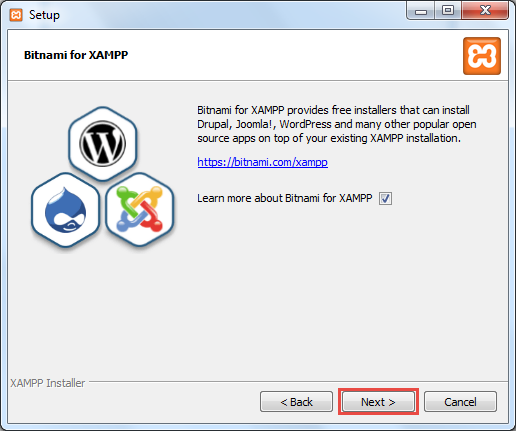 Setup
Bitnami for XAMPP
Bitnami for XAMPP provides free installers that can install
Drupal, Joomla!, WordPress and many other popular open
source apps on top of your existing XAMPP installation.
https://bitnami.com/xampp
Learn more about Bitnami for XAMPP
XAMPP Installer
< Back
Next >
Cancel